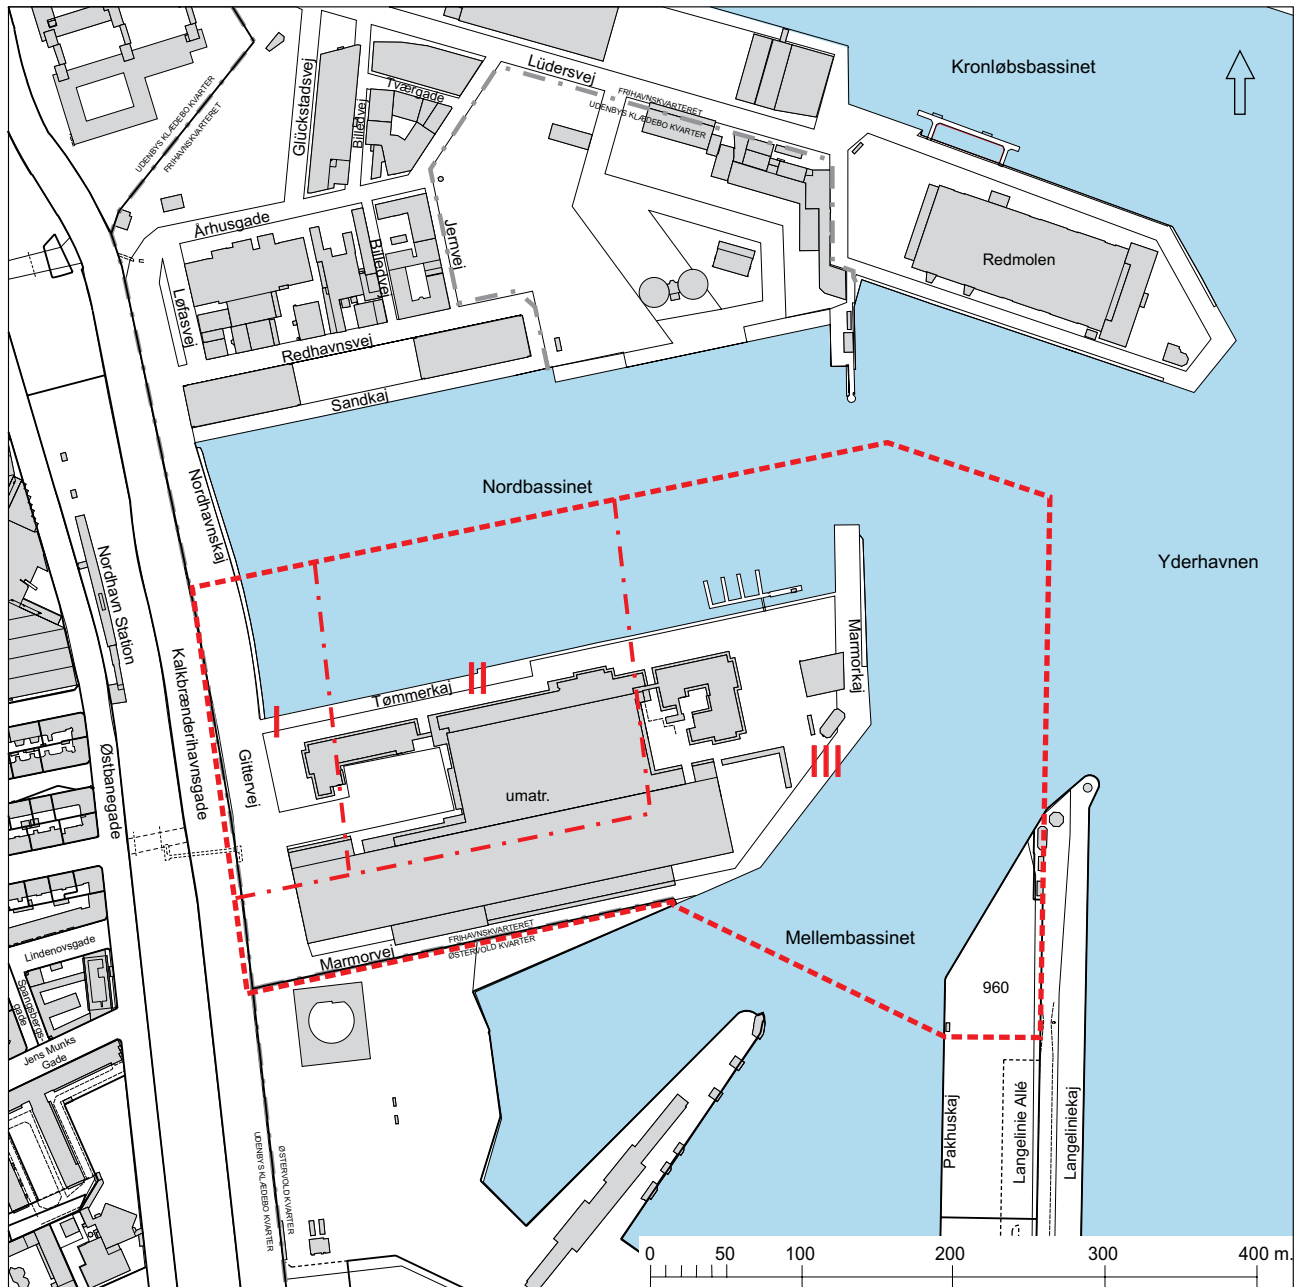 Kronløbsbassinet
Lüdersvej
FRIHAVNSKVARTERET
UDENBYS KLÆDEBO KVARTER
Glückstadsvej
Tværgade
Billedvej
UDENBYS KLÆDEBO KVARTER
FRIHAVNSKVARTERET
Århusgade
Jernvej
Billedvej
Redmolen
Løfasvej
Redhavnsvej
Sandkaj
Nordhavnskaj
Nordbassinet
Yderhavnen
Nordhavn Station
Kalkbrænderihavnsgade
Marmorkaj
II
Tømmerkaj
I
Gittervej
III
Østbanegade
umatr.
Lindenovsgade
Marmorvej
FRIHAVNSKVARTERET
ØSTERVOLD KVARTER
Mellembassinet
Spangsbergs-
gade
960
Jens Munks
Gade
Pakhuskaj
Langelinie Allé
Langeliniekaj
UDENBYS KLÆDEBO KVARTER
ØSTERVOLD KVARTER
0 50 100 200 300 400 m.